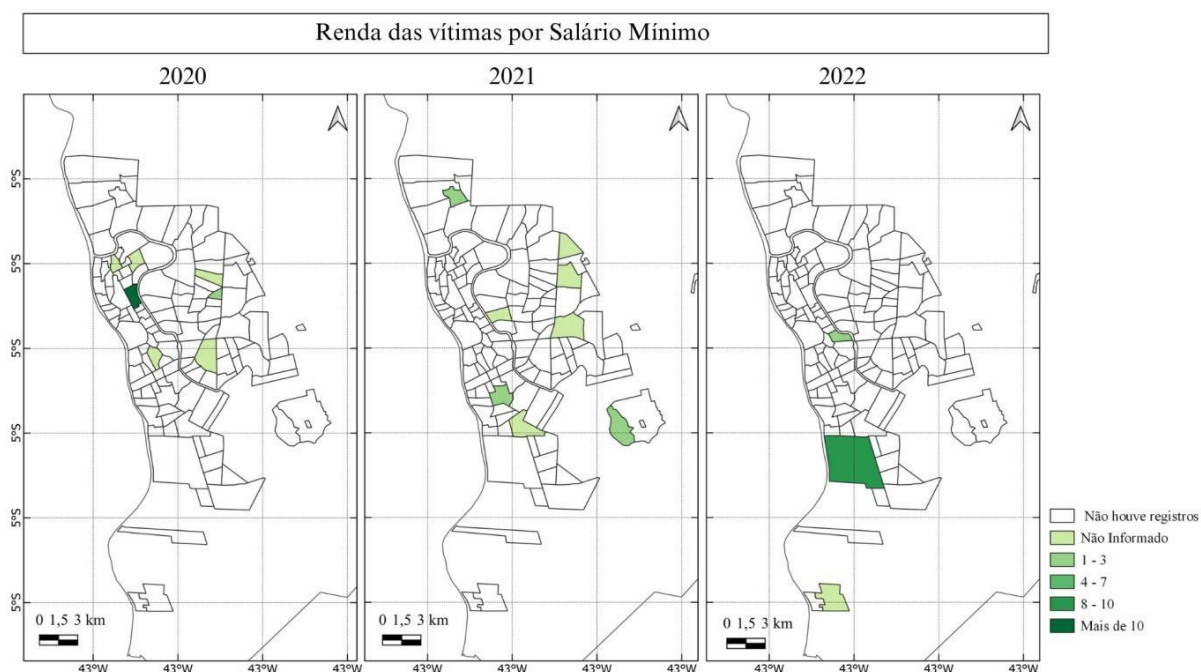 Renda das vítimas por Salário Mínimo
2020
2021
2022
5°S
5°S
5°S
5°S
5°S
5°S
0 1,5 3 km
0 1,5 3 km
0 1,5 3 km
43°W
43°W
43°W
43°W
43°W
43°W
43°W
43°W
43°W
43°W
43°W
43°W
Não houve registros
Não Informado
1 - 3
4 - 7
8 - 10
Mais de 10